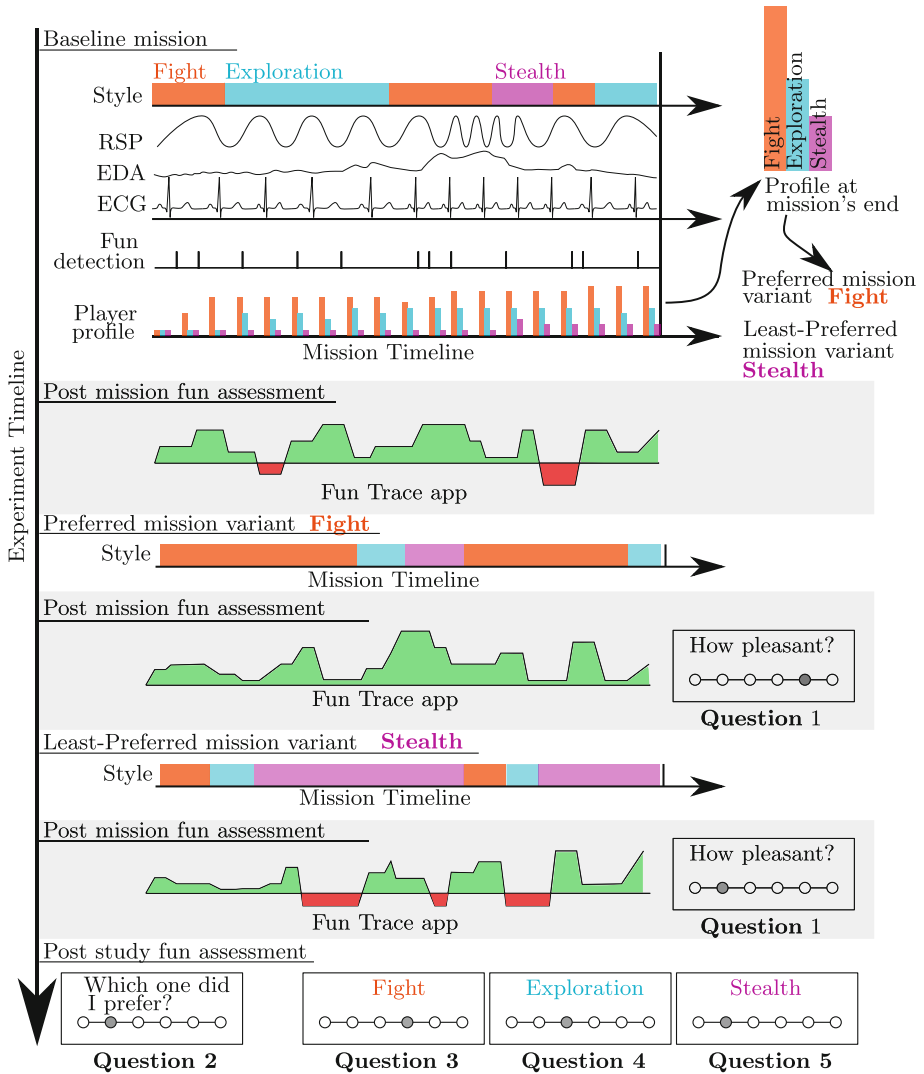 Experiment Timeline
Baseline mission
Fight
Exploration
Stealth
Style
RSP
EDA
ECG
Fun
detection
Player
profile
Mission Timeline
Fight
Exploration
Stealth
Profile at
mission's end
Preferred mission
variant Fight
Least-Preferred
mission variant
Stealth
Post mission fun assessment
Fun Trace app
Preferred mission variant Fight
Style
Mission Timeline
Post mission fun assessment
Fun Trace app
How pleasant?
Question 1
Least-Preferred mission variant Stealth
Style
Mission Timeline
Post mission fun assessment
Fun Trace app
How pleasant?
Question 1
Post study fun assessment
Which one did
I prefer?
Question 2
Fight
Question 3
Exploration
Question 4
Stealth
Question 5